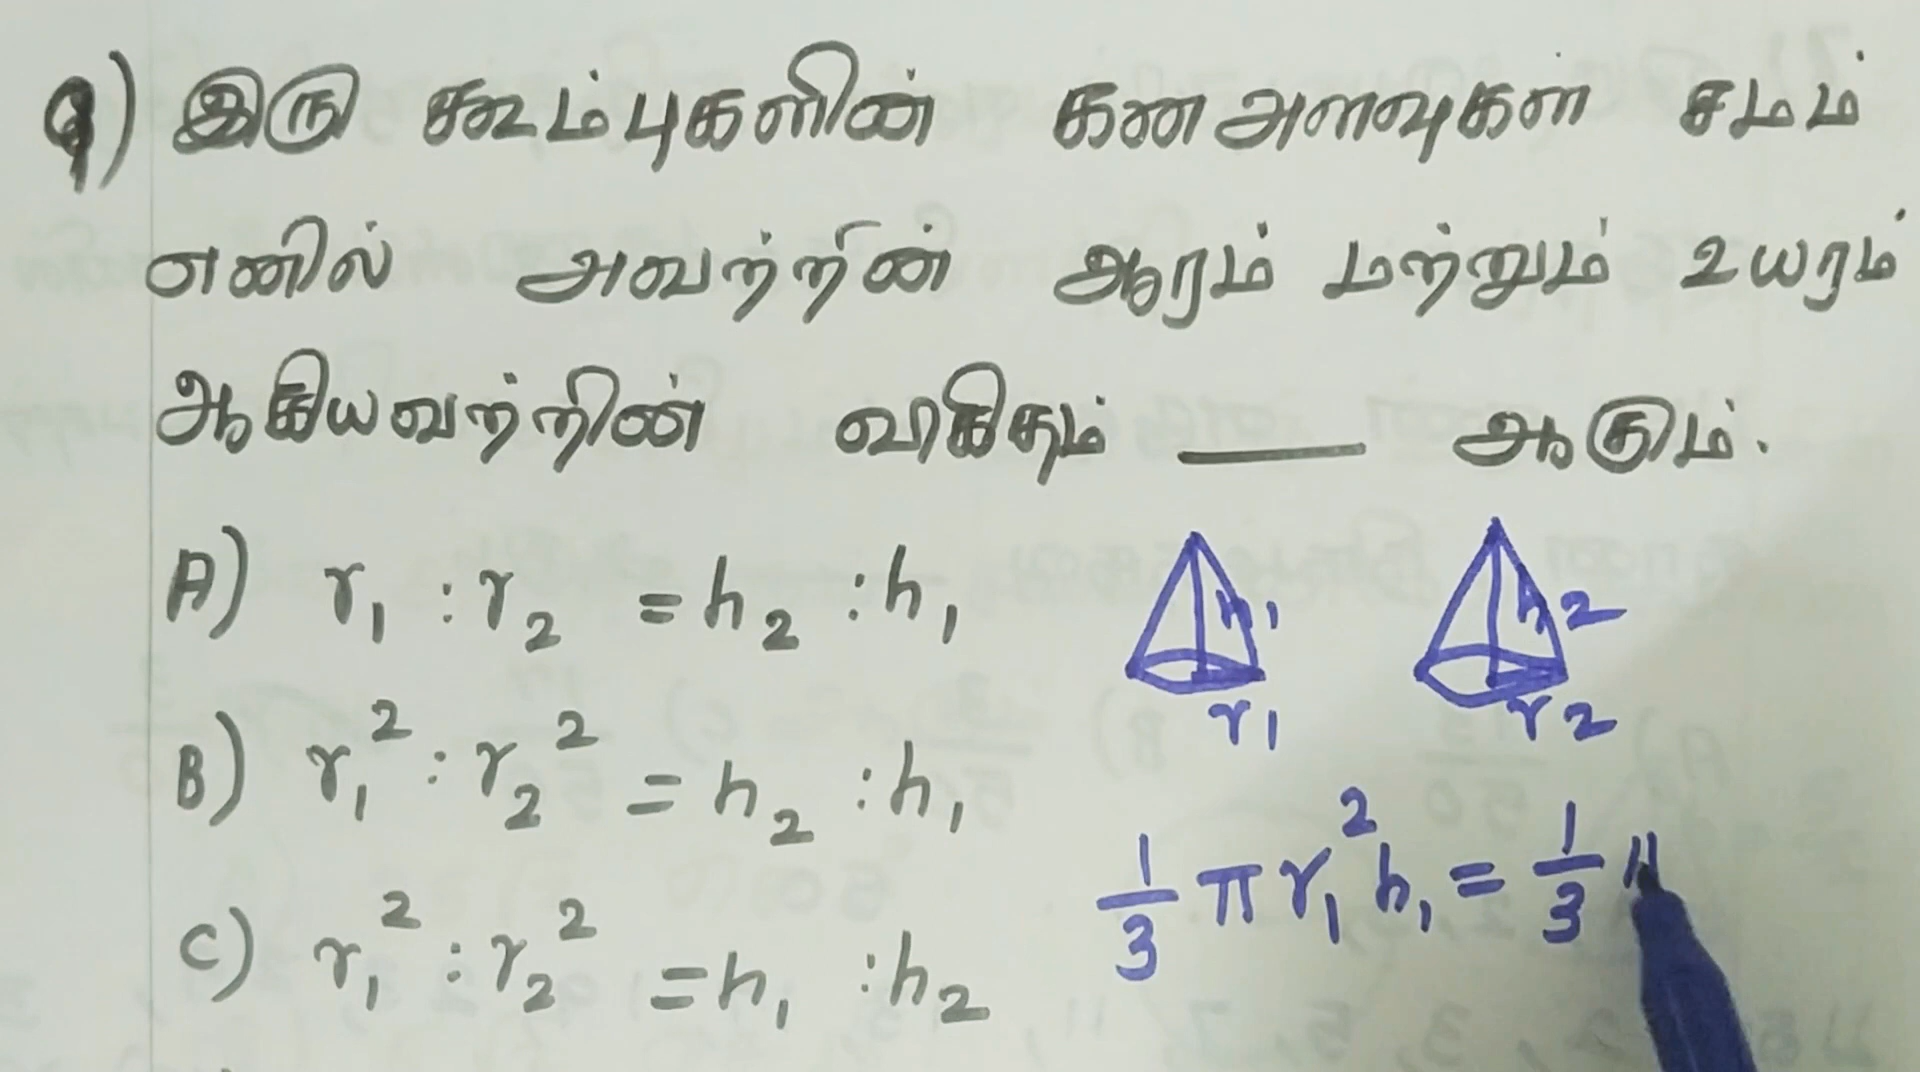 9) இரு கூம்புகளின் கனஅளவுகள் சமம்
எனில் அவற்றின் ஆரம் மற்றும் உயரம்
ஆகியவற்றின் விகிதம் ___ ஆகும்.
A) r₁ : r₂ = h₂ : h₁
B) r₁² : r₂² = h₂ : h₁
C) r₁² : r₂² = h₁ : h₂
h₁ h₂
r₁ r₂
1/3 π r₁² h₁ = 1/3